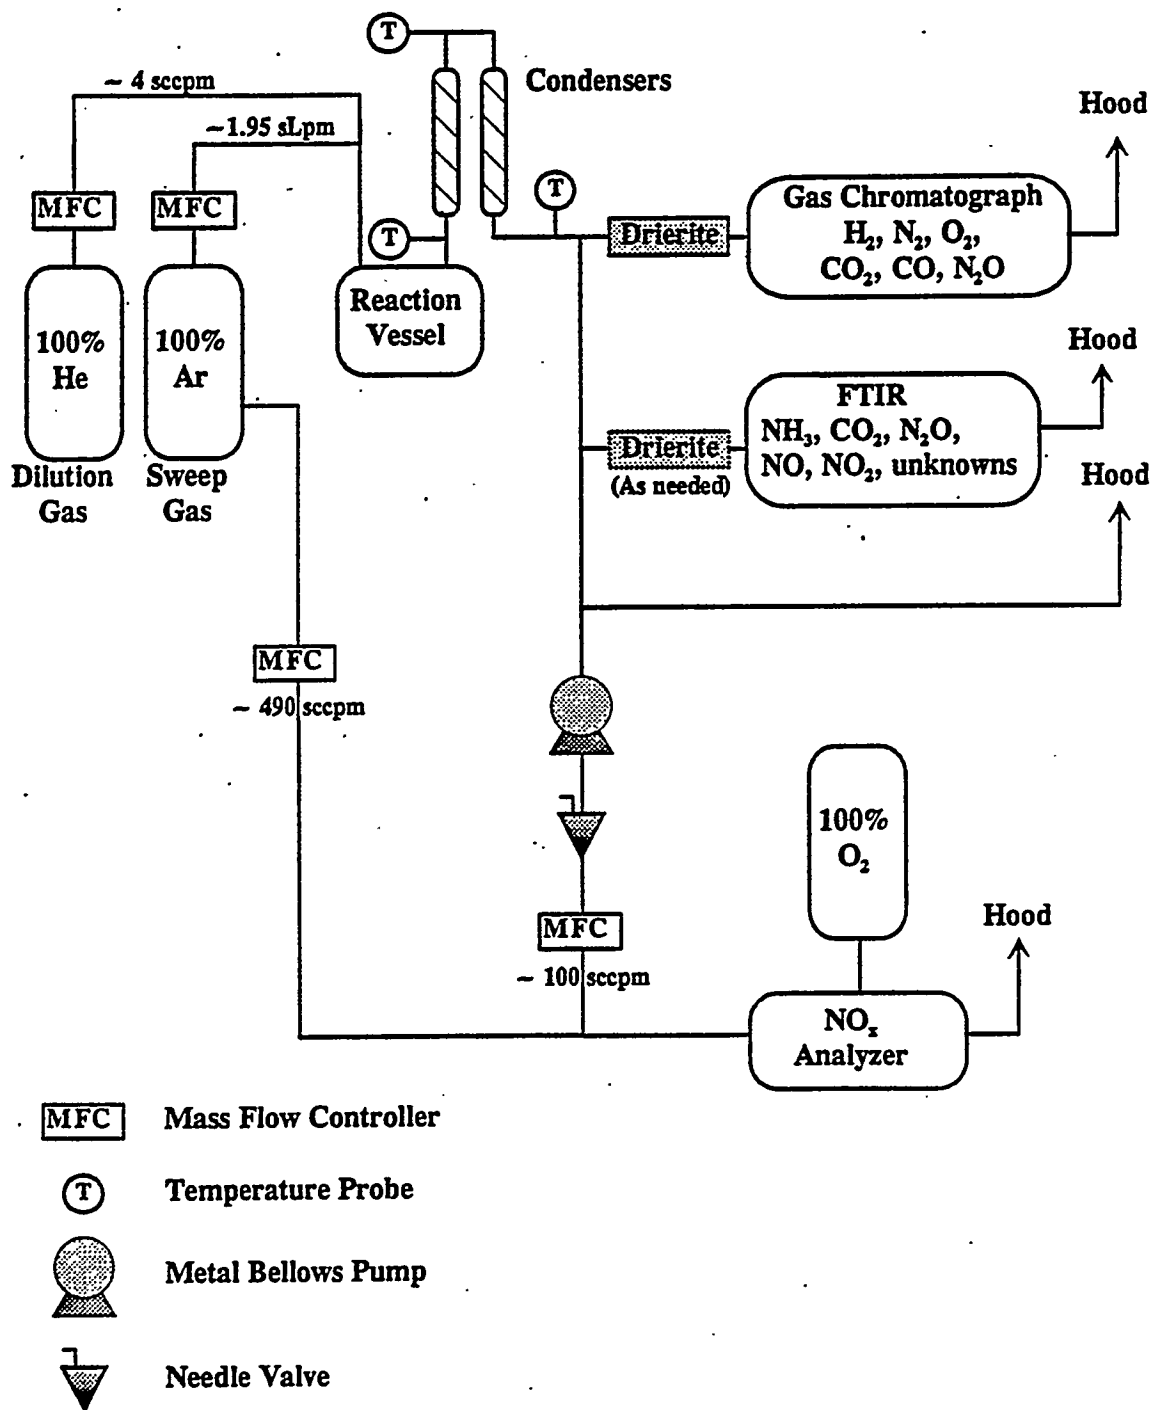 T
Condensers
~ 4 sccpm
~1.95 sLpm
Hood
MFC
MFC
T
T
Drierite
Gas Chromatograph
H₂, N₂, O₂,
CO₂, CO, N₂O
100%
He
100%
Ar
Reaction
Vessel
Dilution
Gas
Sweep
Gas
Hood
Drierite
(As needed)
FTIR
NH₃, CO₂, N₂O,
NO, NO₂, unknowns
Hood
MFC
~ 490 sccpm
100%
O₂
MFC
~ 100 sccpm
Hood
NOₓ
Analyzer
MFC Mass Flow Controller
T Temperature Probe
Metal Bellows Pump
Needle Valve